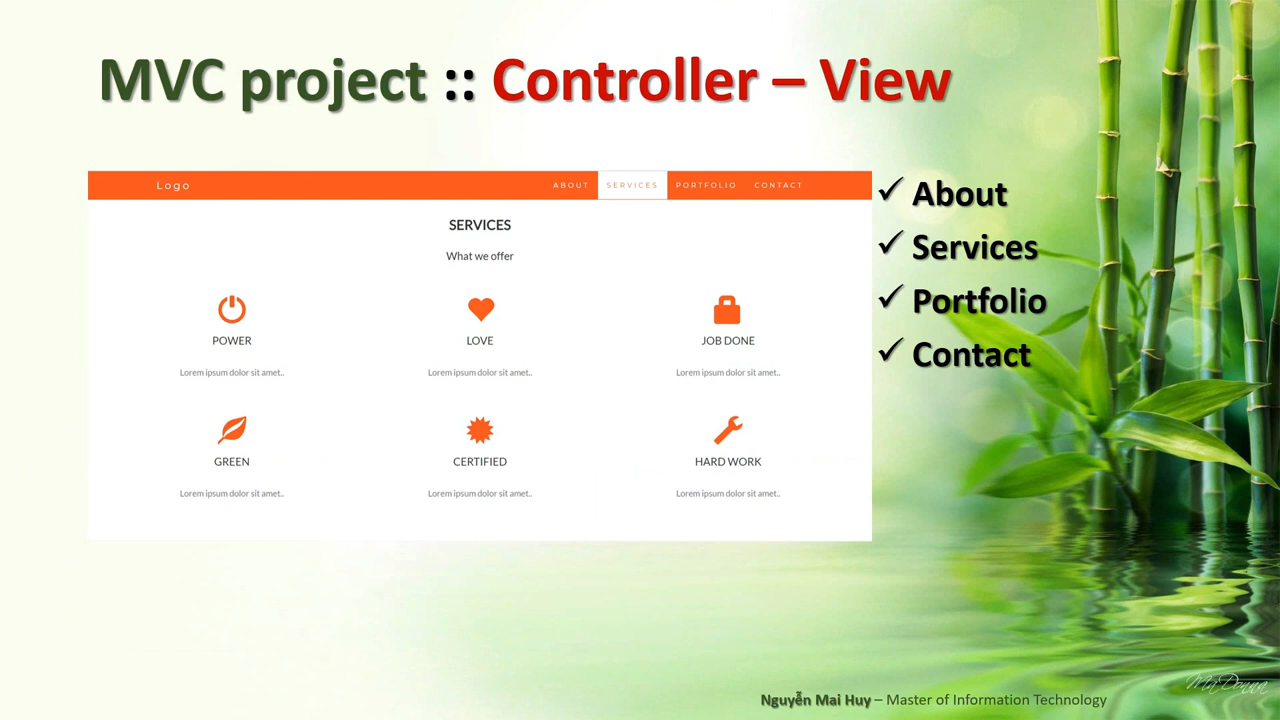 MVC project :: Controller – View
Logo
ABOUT SERVICES PORTFOLIO CONTACT
SERVICES
What we offer
POWER LOVE JOB DONE
Lorem ipsum dolor sit amet.. Lorem ipsum dolor sit amet.. Lorem ipsum dolor sit amet..
GREEN CERTIFIED HARD WORK
Lorem ipsum dolor sit amet.. Lorem ipsum dolor sit amet.. Lorem ipsum dolor sit amet..
✓ About
✓ Services
✓ Portfolio
✓ Contact
MaDonna
Nguyễn Mai Huy – Master of Information Technology